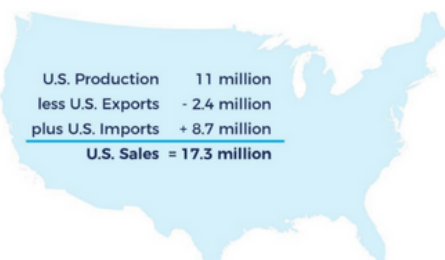 U.S. Production 11 million
less U.S. Exports - 2.4 million
plus U.S. Imports + 8.7 million
U.S. Sales = 17.3 million